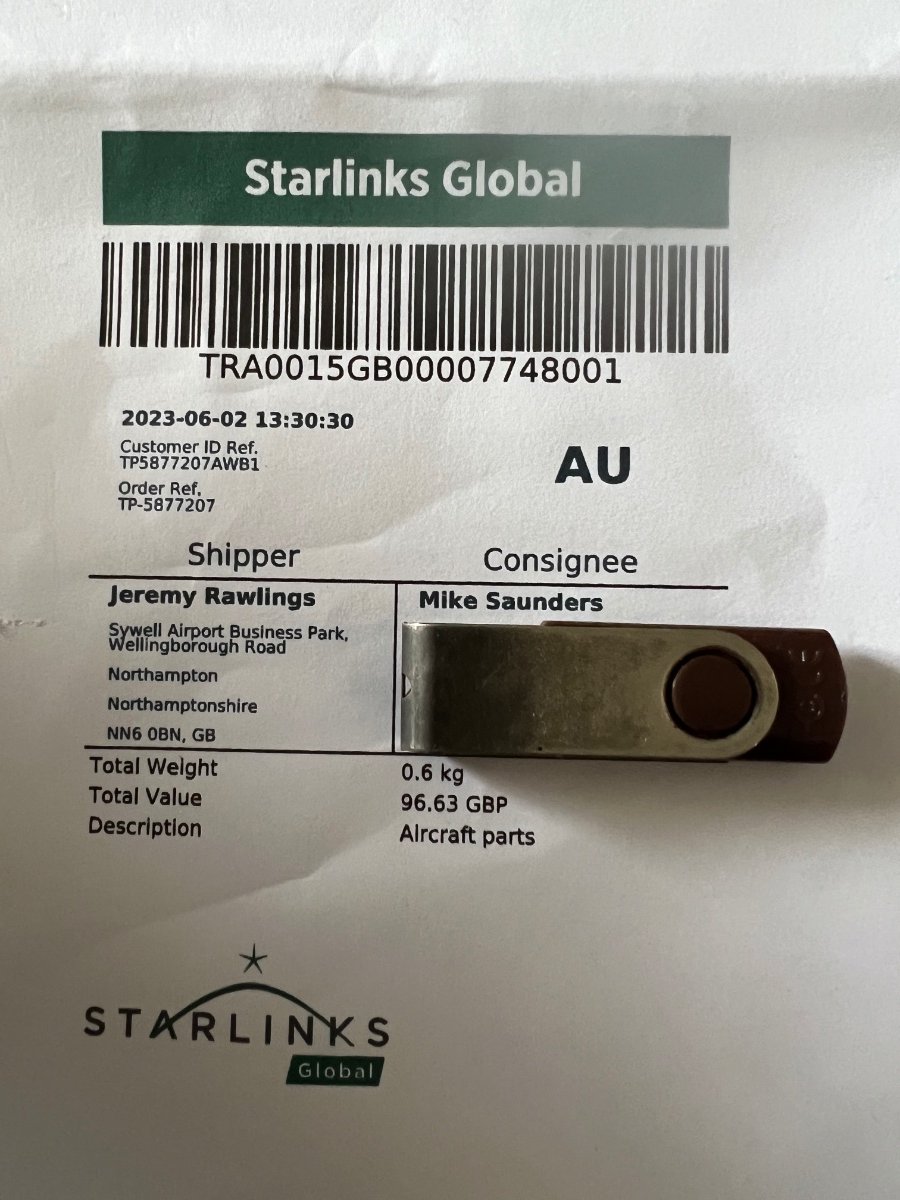 Starlinks Global
TRA0015GB00007748001
2023-06-02 13:30:30
Customer ID Ref.
TP5877207AWB1
AU
Order Ref.
TP-5877207
Shipper
Consignee
Jeremy Rawlings
Mike Saunders
Sywell Airport Business Park,
Wellingborough Road
Northampton
Northamptonshire
NN6 0BN, GB
Total Weight
0.6 kg
Total Value
96.63 GBP
Description
Aircraft parts
STARLINKS
Global